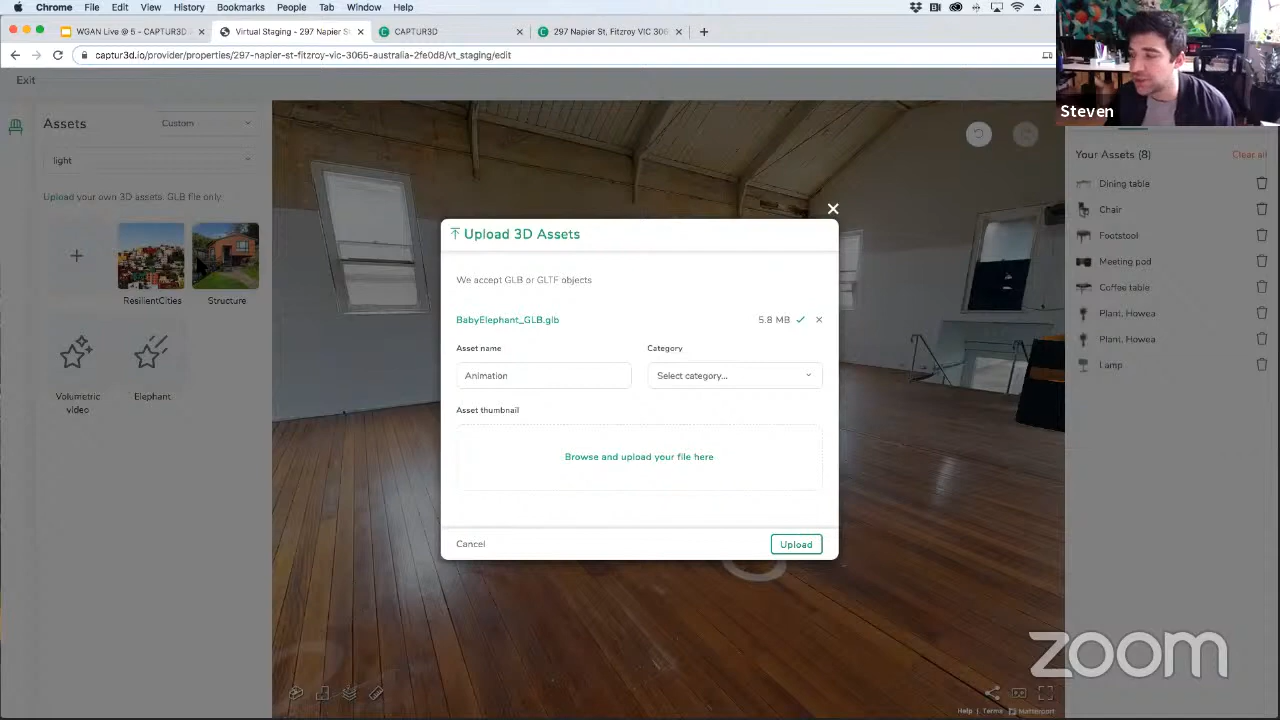 Chrome File Edit View History Bookmarks People Tab Window Help
WGAN Live @ 5 - CAPTUR3D
Virtual Staging - 297 Napier S
CAPTUR3D
297 Napier St, Fitzroy VIC 306
captur3d.io/provider/properties/297-napier-st-fitzroy-vic-3065-australia-2fe0d8/vt_staging/edit
Steven
Exit
Assets
Custom
light
Upload your own 3D assets. GLB file only
ResilientCities
Structure
Volumetric
video
Elephant
Upload 3D Assets
We accept GLB or GLTF objects
BabyElephant_GLB.glb
5.8 MB
Asset name
Category
Animation
Select category...
Asset thumbnail
Browse and upload your file here
Cancel
Upload
Your Assets (8)
Clear all
Dining table
Chair
Footstool
Meeting pod
Coffee table
Plant, Howea
Plant, Howea
Lamp
zoom
Help | Terms
Matterport